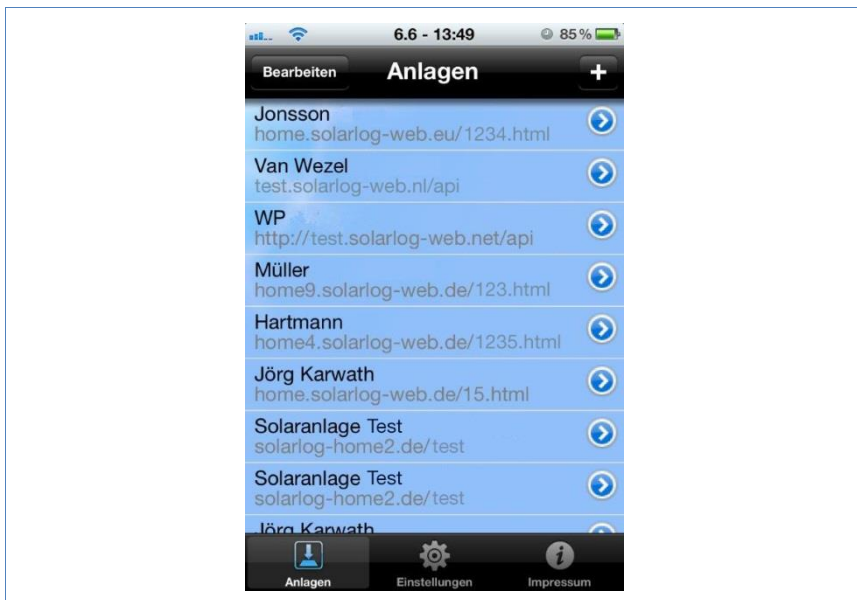 6.6 - 13:49 85 %
Bearbeiten Anlagen +
Jonsson
home.solarlog-web.eu/1234.html
Van Wezel
test.solarlog-web.nl/api
WP
http://test.solarlog-web.net/api
Müller
home9.solarlog-web.de/123.html
Hartmann
home4.solarlog-web.de/1235.html
Jörg Karwath
home.solarlog-web.de/15.html
Solaranlage Test
solarlog-home2.de/test
Solaranlage Test
solarlog-home2.de/test
Jörg Karwath
Anlagen Einstellungen Impressum